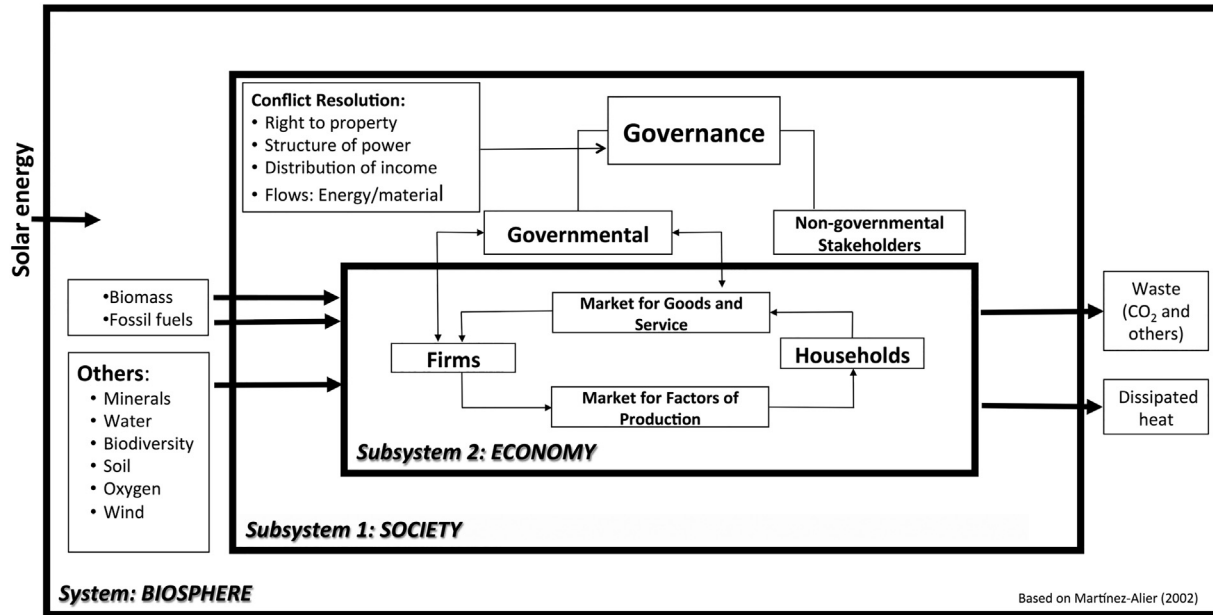 Solar energy
Conflict Resolution:
• Right to property
• Structure of power
• Distribution of income
• Flows: Energy/material
Governance
Governmental
Non-governmental
Stakeholders
•Biomass
•Fossil fuels
Others:
• Minerals
• Water
• Biodiversity
• Soil
• Oxygen
• Wind
Market for Goods and
Service
Firms
Households
Market for Factors of
Production
Subsystem 2: ECONOMY
Subsystem 1: SOCIETY
System: BIOSPHERE
Waste
(CO₂ and
others)
Dissipated
heat
Based on Martínez-Alier (2002)